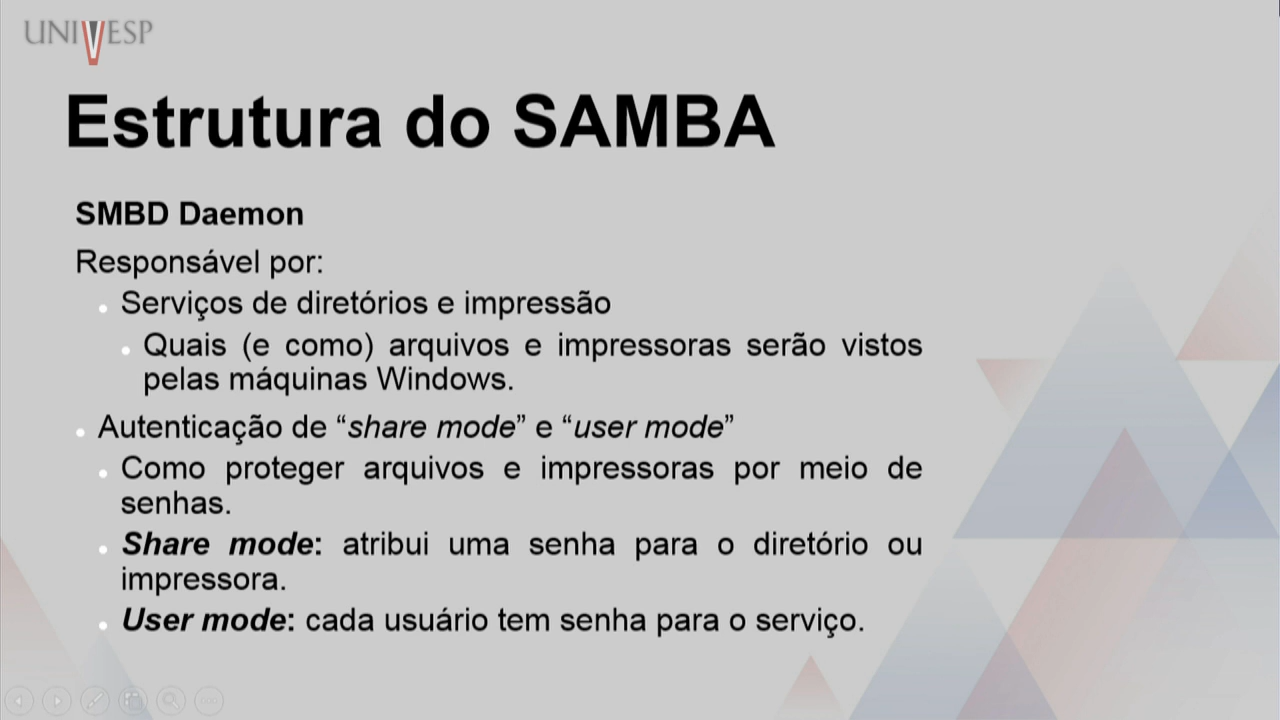 UNIVESP
Estrutura do SAMBA
SMBD Daemon
Responsável por:
Serviços de diretórios e impressão
Quais (e como) arquivos e impressoras serão vistos
pelas máquinas Windows.
Autenticação de “share mode” e “user mode”
Como proteger arquivos e impressoras por meio de
senhas.
Share mode: atribui uma senha para o diretório ou
impressora.
User mode: cada usuário tem senha para o serviço.